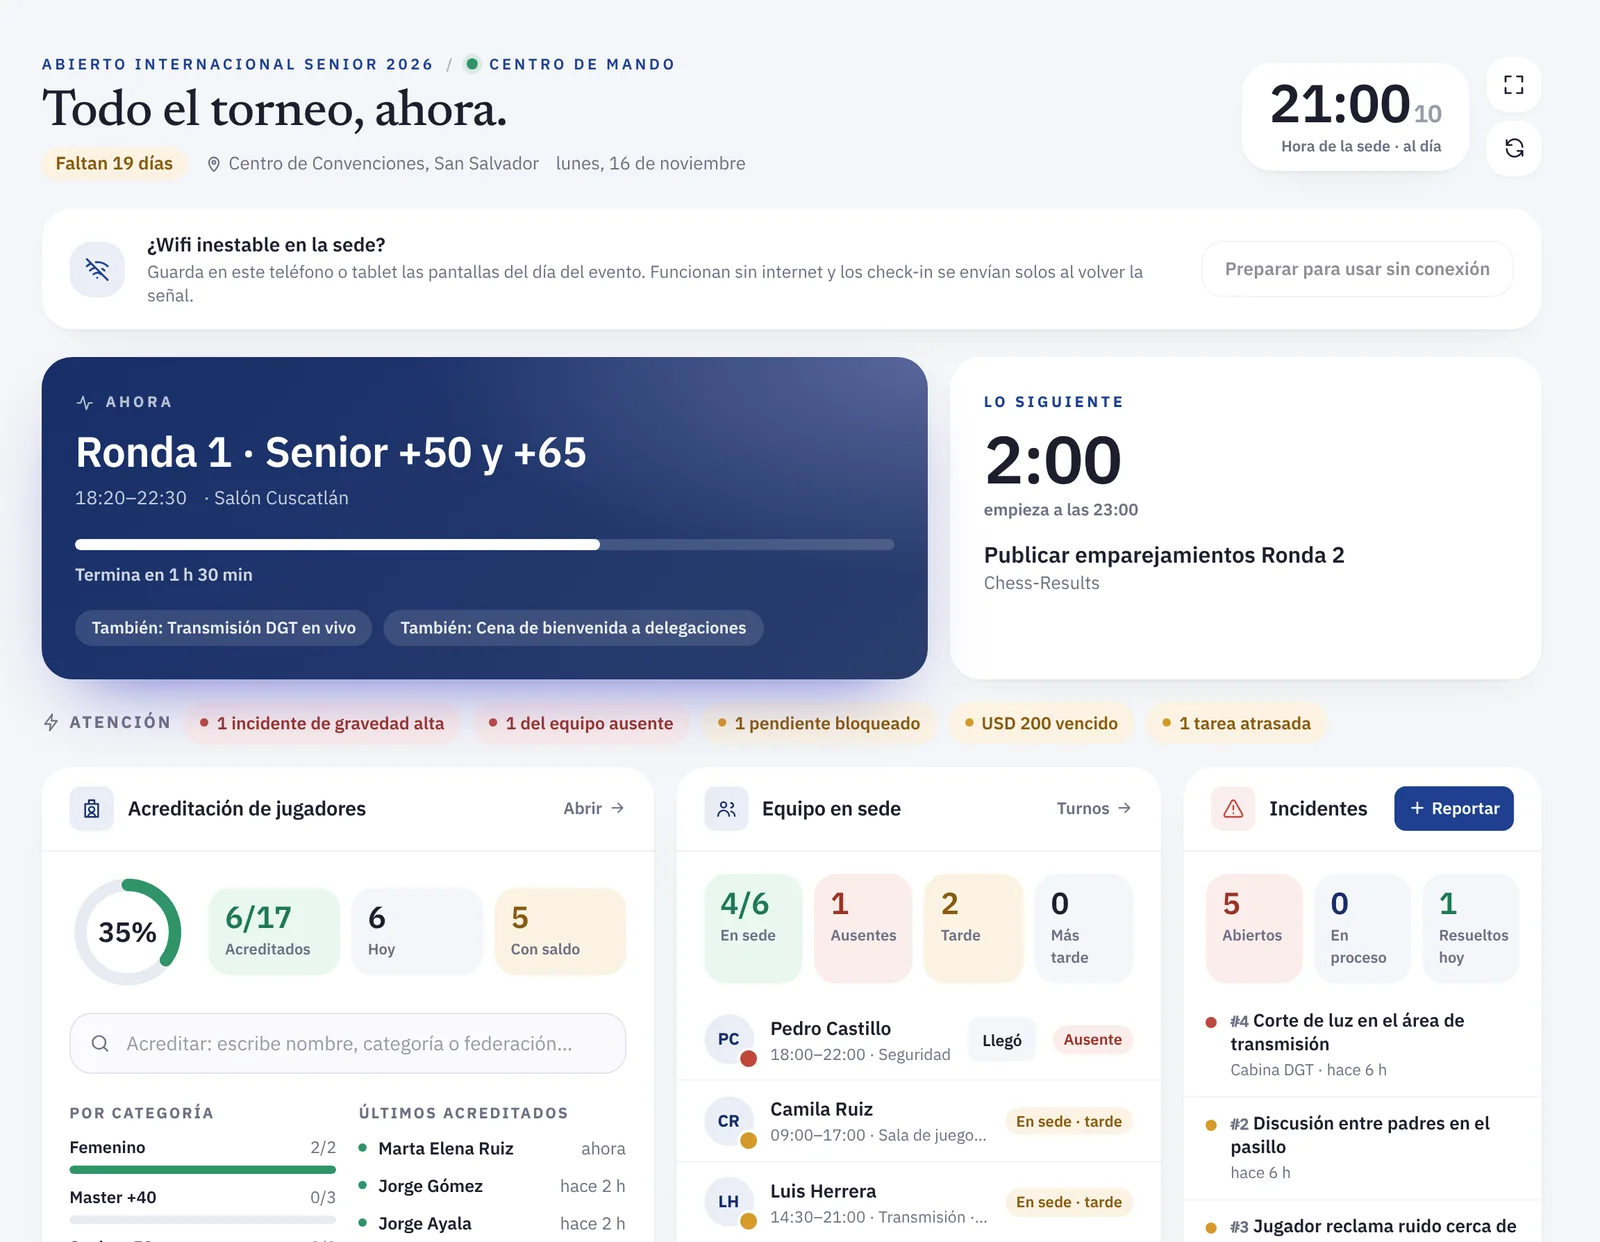 ABIERTO INTERNACIONAL SENIOR 2026 / CENTRO DE MANDO
Todo el torneo, ahora.
Faltan 19 días
Centro de Convenciones, San Salvador lunes, 16 de noviembre
21:00 10
Hora de la sede · al día
¿Wifi inestable en la sede?
Guarda en este teléfono o tablet las pantallas del día del evento. Funcionan sin internet y los check-in se envían solos al volver la
señal.
Preparar para usar sin conexión
AHORA
Ronda 1 · Senior +50 y +65
18:20–22:30 · Salón Cuscatlán
Termina en 1 h 30 min
También: Transmisión DGT en vivo
También: Cena de bienvenida a delegaciones
LO SIGUIENTE
2:00
empieza a las 23:00
Publicar emparejamientos Ronda 2
Chess-Results
ATENCIÓN
1 incidente de gravedad alta
1 del equipo ausente
1 pendiente bloqueado
USD 200 vencido
1 tarea atrasada
Acreditación de jugadores
Abrir →
35%
6/17
Acreditados
6
Hoy
5
Con saldo
Acreditar: escribe nombre, categoría o federación...
POR CATEGORÍA
Femenino 2/2
Master +40 0/3
ÚLTIMOS ACREDITADOS
Marta Elena Ruiz ahora
Jorge Gómez hace 2 h
Jorge Ayala hace 2 h
Equipo en sede
Turnos →
4/6
En sede
1
Ausentes
2
Tarde
0
Más
tarde
PC
Pedro Castillo
18:00–22:00 · Seguridad
Llegó
Ausente
CR
Camila Ruiz
09:00–17:00 · Sala de juego...
En sede · tarde
LH
Luis Herrera
14:30–21:00 · Transmisión ·...
En sede · tarde
Incidentes
+ Reportar
5
Abiertos
0
En
proceso
1
Resueltos
hoy
#4 Corte de luz en el área de
transmisión
Cabina DGT · hace 6 h
#2 Discusión entre padres en el
pasillo
hace 6 h
#3 Jugador reclama ruido cerca de